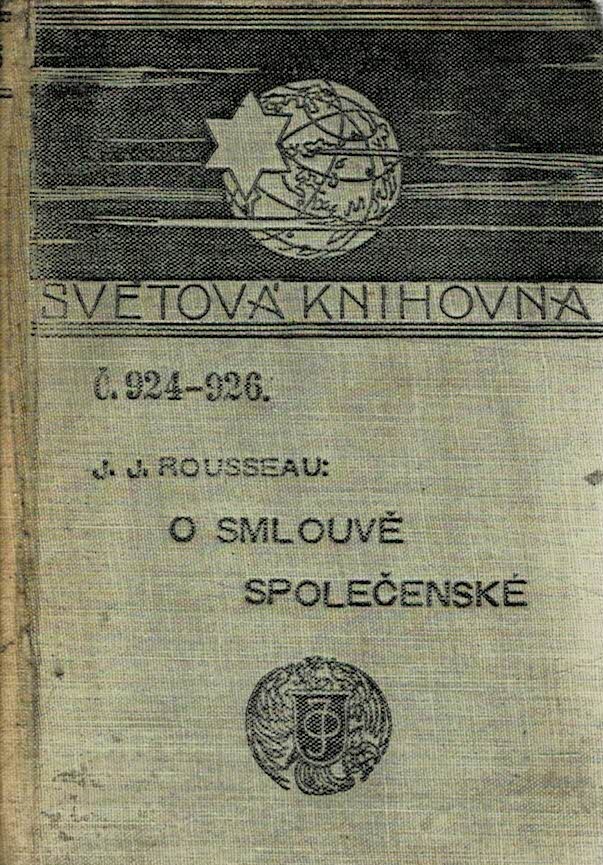 SVĚTOVÁ KNIHOVNA
Č. 924-926.
J. J. ROUSSEAU:
O SMLOUVĚ
SPOLEČENSKÉ